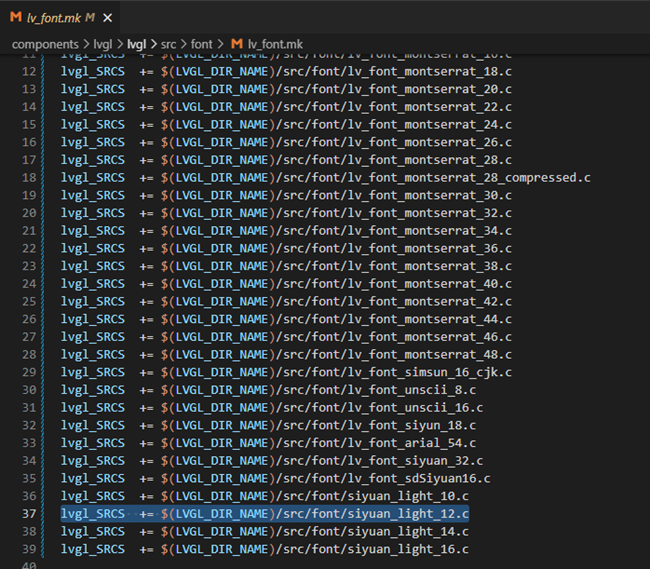 lv_font.mk M
components > lvgl > lvgl > src > font > lv_font.mk
11 lvgl_SRCS += $(LVGL_DIR_NAME)/src/font/lv_font_montserrat_16.c
12 lvgl_SRCS += $(LVGL_DIR_NAME)/src/font/lv_font_montserrat_18.c
13 lvgl_SRCS += $(LVGL_DIR_NAME)/src/font/lv_font_montserrat_20.c
14 lvgl_SRCS += $(LVGL_DIR_NAME)/src/font/lv_font_montserrat_22.c
15 lvgl_SRCS += $(LVGL_DIR_NAME)/src/font/lv_font_montserrat_24.c
16 lvgl_SRCS += $(LVGL_DIR_NAME)/src/font/lv_font_montserrat_26.c
17 lvgl_SRCS += $(LVGL_DIR_NAME)/src/font/lv_font_montserrat_28.c
18 lvgl_SRCS += $(LVGL_DIR_NAME)/src/font/lv_font_montserrat_28_compressed.c
19 lvgl_SRCS += $(LVGL_DIR_NAME)/src/font/lv_font_montserrat_30.c
20 lvgl_SRCS += $(LVGL_DIR_NAME)/src/font/lv_font_montserrat_32.c
21 lvgl_SRCS += $(LVGL_DIR_NAME)/src/font/lv_font_montserrat_34.c
22 lvgl_SRCS += $(LVGL_DIR_NAME)/src/font/lv_font_montserrat_36.c
23 lvgl_SRCS += $(LVGL_DIR_NAME)/src/font/lv_font_montserrat_38.c
24 lvgl_SRCS += $(LVGL_DIR_NAME)/src/font/lv_font_montserrat_40.c
25 lvgl_SRCS += $(LVGL_DIR_NAME)/src/font/lv_font_montserrat_42.c
26 lvgl_SRCS += $(LVGL_DIR_NAME)/src/font/lv_font_montserrat_44.c
27 lvgl_SRCS += $(LVGL_DIR_NAME)/src/font/lv_font_montserrat_46.c
28 lvgl_SRCS += $(LVGL_DIR_NAME)/src/font/lv_font_montserrat_48.c
29 lvgl_SRCS += $(LVGL_DIR_NAME)/src/font/lv_font_simsun_16_cjk.c
30 lvgl_SRCS += $(LVGL_DIR_NAME)/src/font/lv_font_unscii_8.c
31 lvgl_SRCS += $(LVGL_DIR_NAME)/src/font/lv_font_unscii_16.c
32 lvgl_SRCS += $(LVGL_DIR_NAME)/src/font/lv_font_siyun_18.c
33 lvgl_SRCS += $(LVGL_DIR_NAME)/src/font/lv_font_arial_54.c
34 lvgl_SRCS += $(LVGL_DIR_NAME)/src/font/lv_font_siyuan_32.c
35 lvgl_SRCS += $(LVGL_DIR_NAME)/src/font/lv_font_sdSiyuan16.c
36 lvgl_SRCS += $(LVGL_DIR_NAME)/src/font/siyuan_light_10.c
37 lvgl_SRCS += $(LVGL_DIR_NAME)/src/font/siyuan_light_12.c
38 lvgl_SRCS += $(LVGL_DIR_NAME)/src/font/siyuan_light_14.c
39 lvgl_SRCS += $(LVGL_DIR_NAME)/src/font/siyuan_light_16.c
40